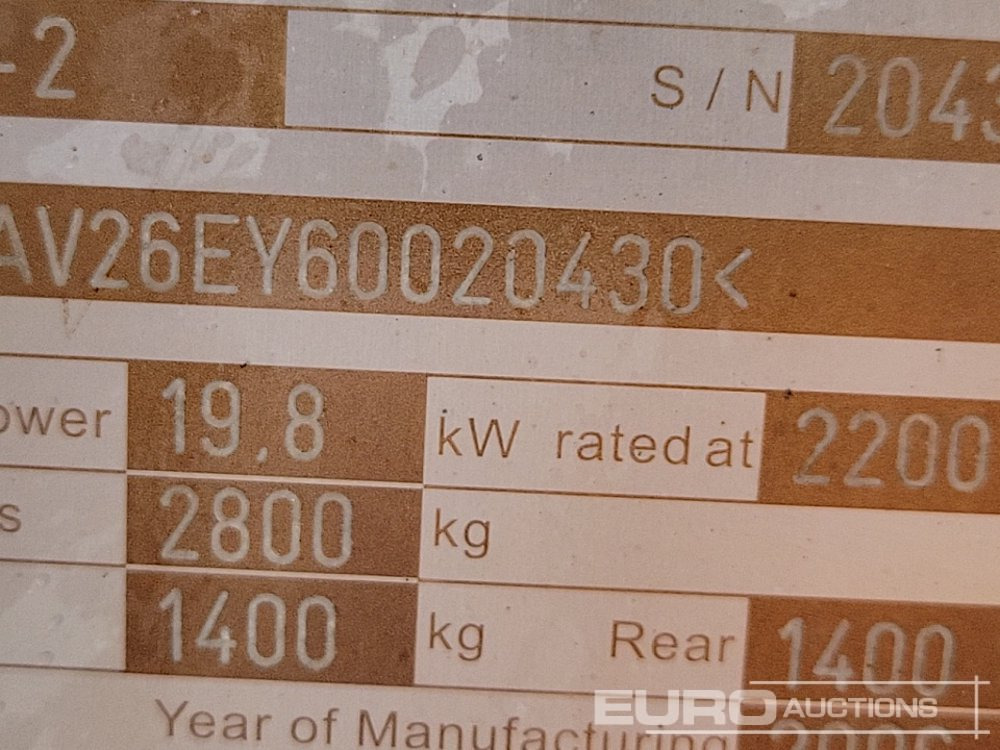 -2 S/N 2043
AV26EY60020430<
ower 19.8 kW rated at 2200
s 2800 kg
1400 kg Rear 1400
Year of Manufacturing
EURO AUCTIONS